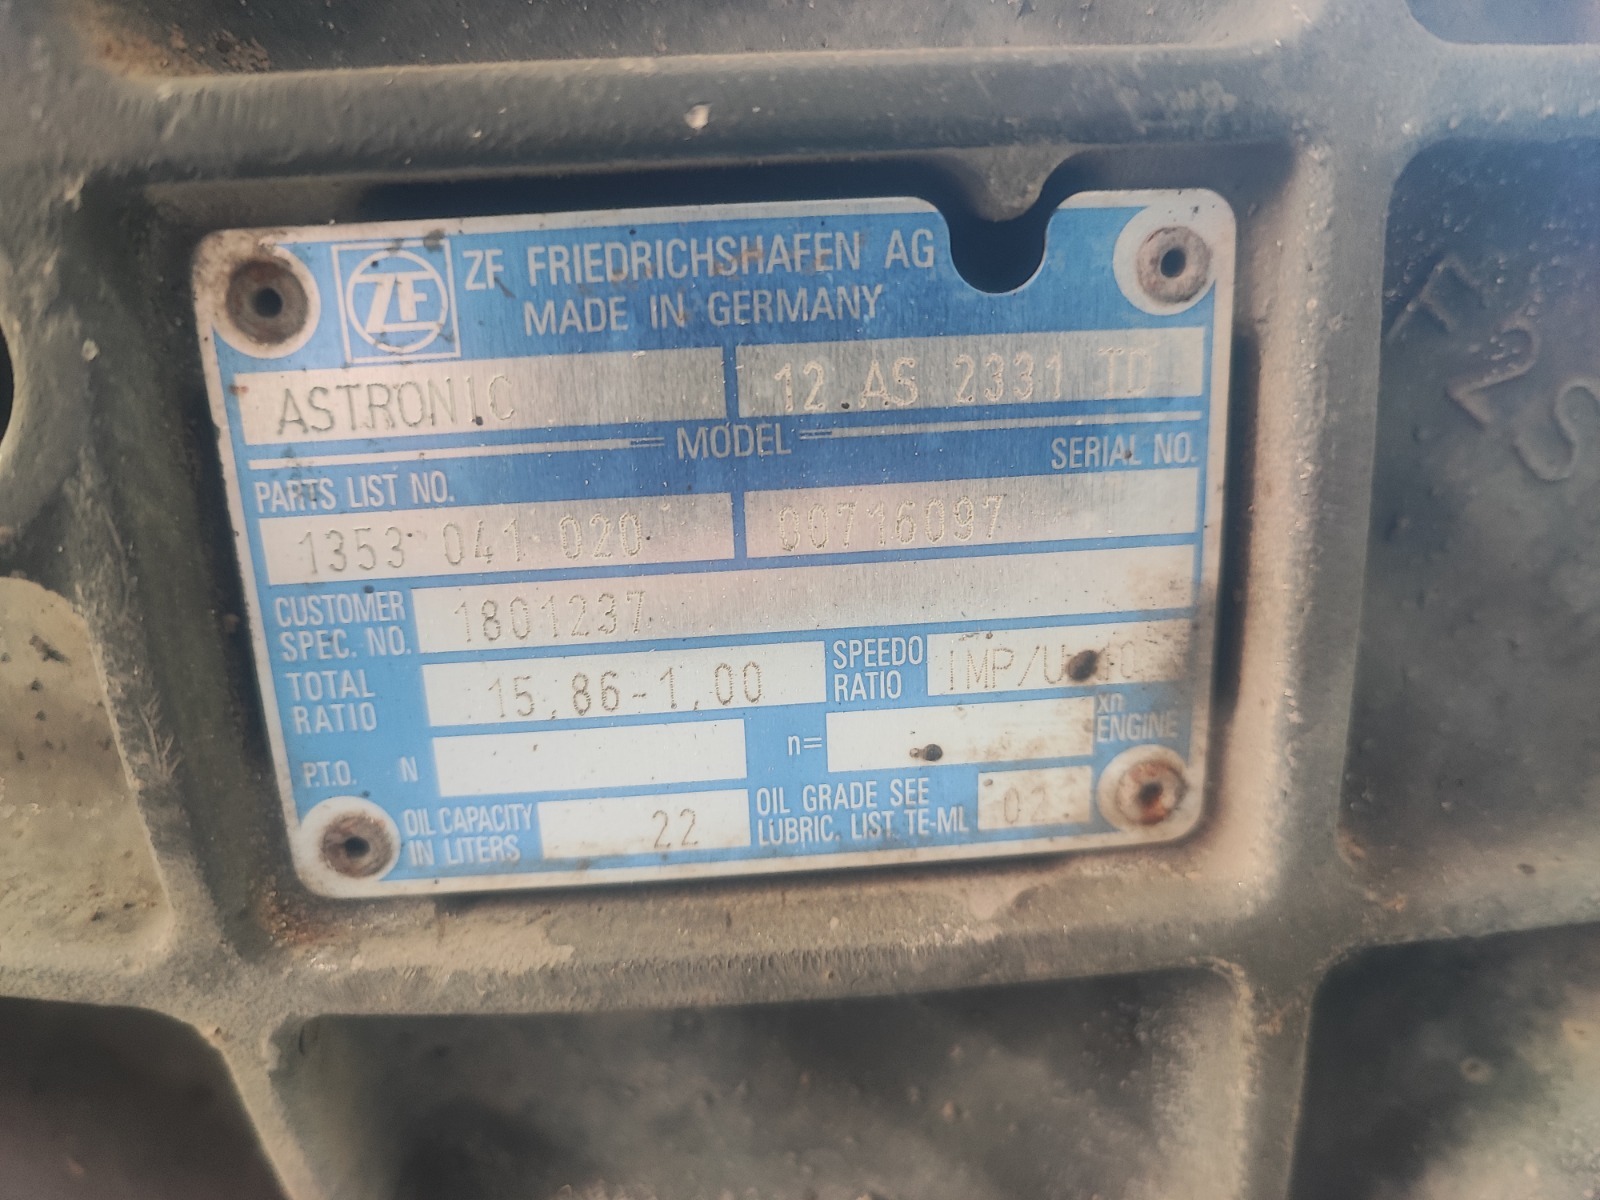 ZF
ZF FRIEDRICHSHAFEN AG
MADE IN GERMANY
ASTRONIC 12 AS 2331 TD
MODEL
PARTS LIST NO. SERIAL NO.
1353 041 020 00716097
CUSTOMER SPEC. NO. 1801237
TOTAL RATIO 15,86-1,00 SPEEDO RATIO
P.T.O. N n= xn ENGINE
OIL CAPACITY IN LITERS 22 OIL GRADE SEE LUBRIC. LIST TE-ML 02